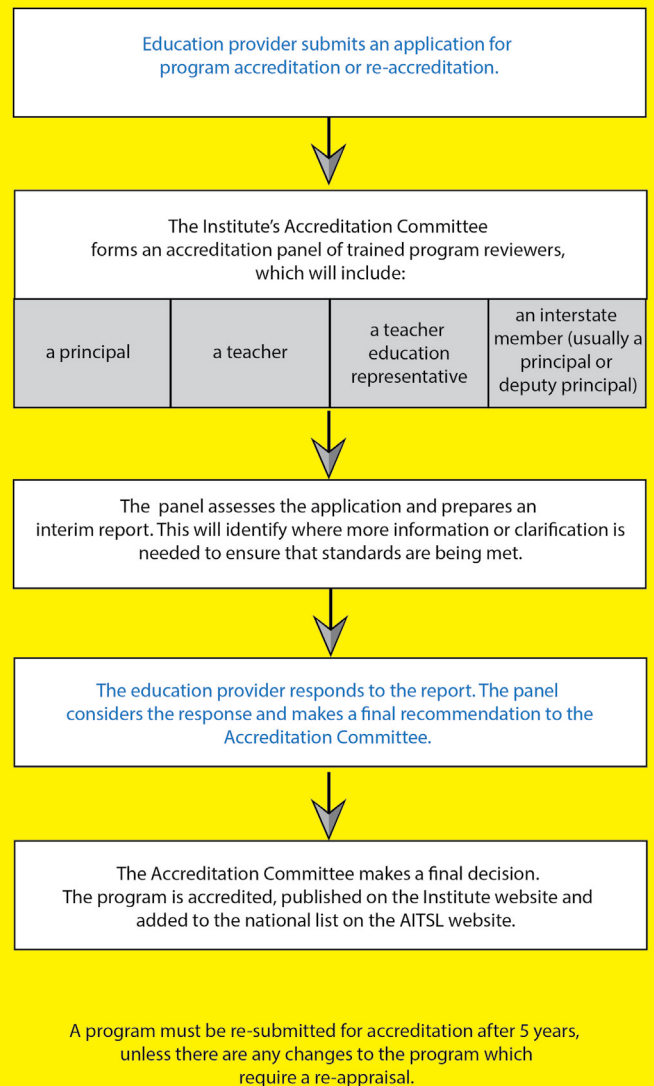 Education provider submits an application for
program accreditation or re-accreditation.
The Institute's Accreditation Committee
forms an accreditation panel of trained program reviewers,
which will include:
a principal
a teacher
a teacher
education
representative
an interstate
member (usually a
principal or
deputy principal)
The panel assesses the application and prepares an
interim report. This will identify where more information or clarification is
needed to ensure that standards are being met.
The education provider responds to the report. The panel
considers the response and makes a final recommendation to the
Accreditation Committee.
The Accreditation Committee makes a final decision.
The program is accredited, published on the Institute website and
added to the national list on the AITSL website.
A program must be re-submitted for accreditation after 5 years,
unless there are any changes to the program which
require a re-appraisal.